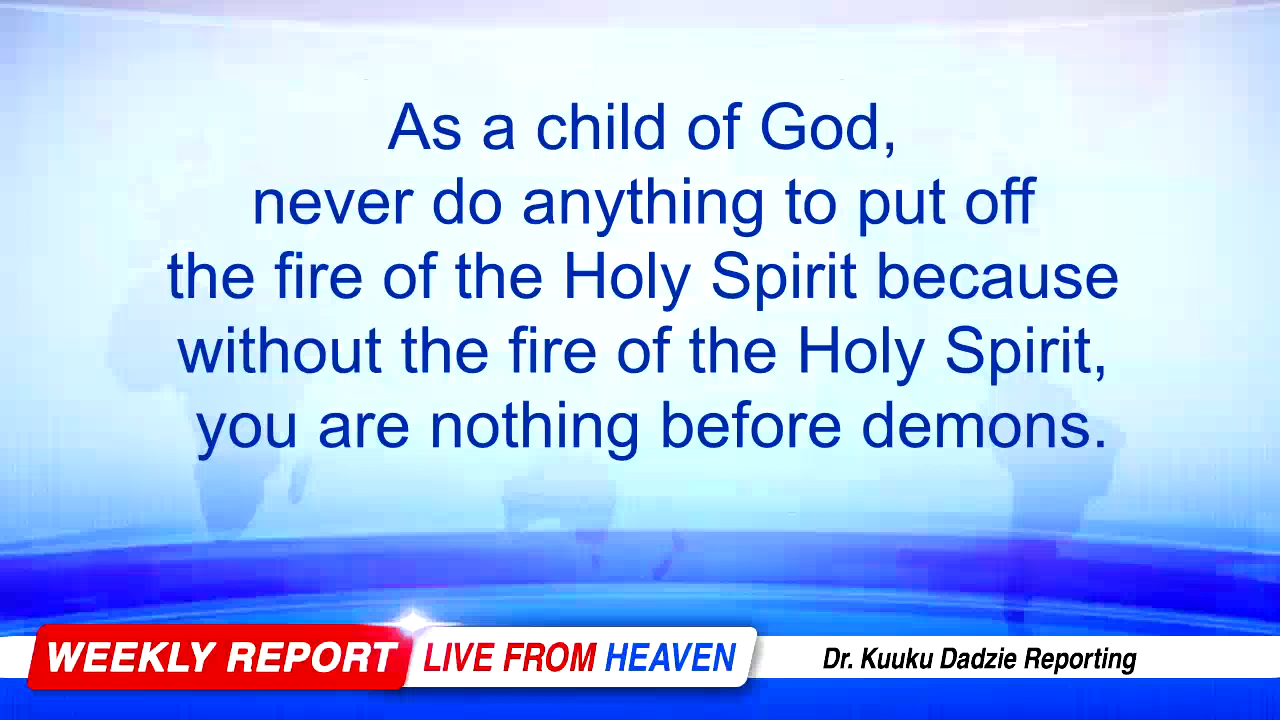 As a child of God,
never do anything to put off
the fire of the Holy Spirit because
without the fire of the Holy Spirit,
you are nothing before demons.
WEEKLY REPORT LIVE FROM HEAVEN Dr. Kuuku Dadzie Reporting